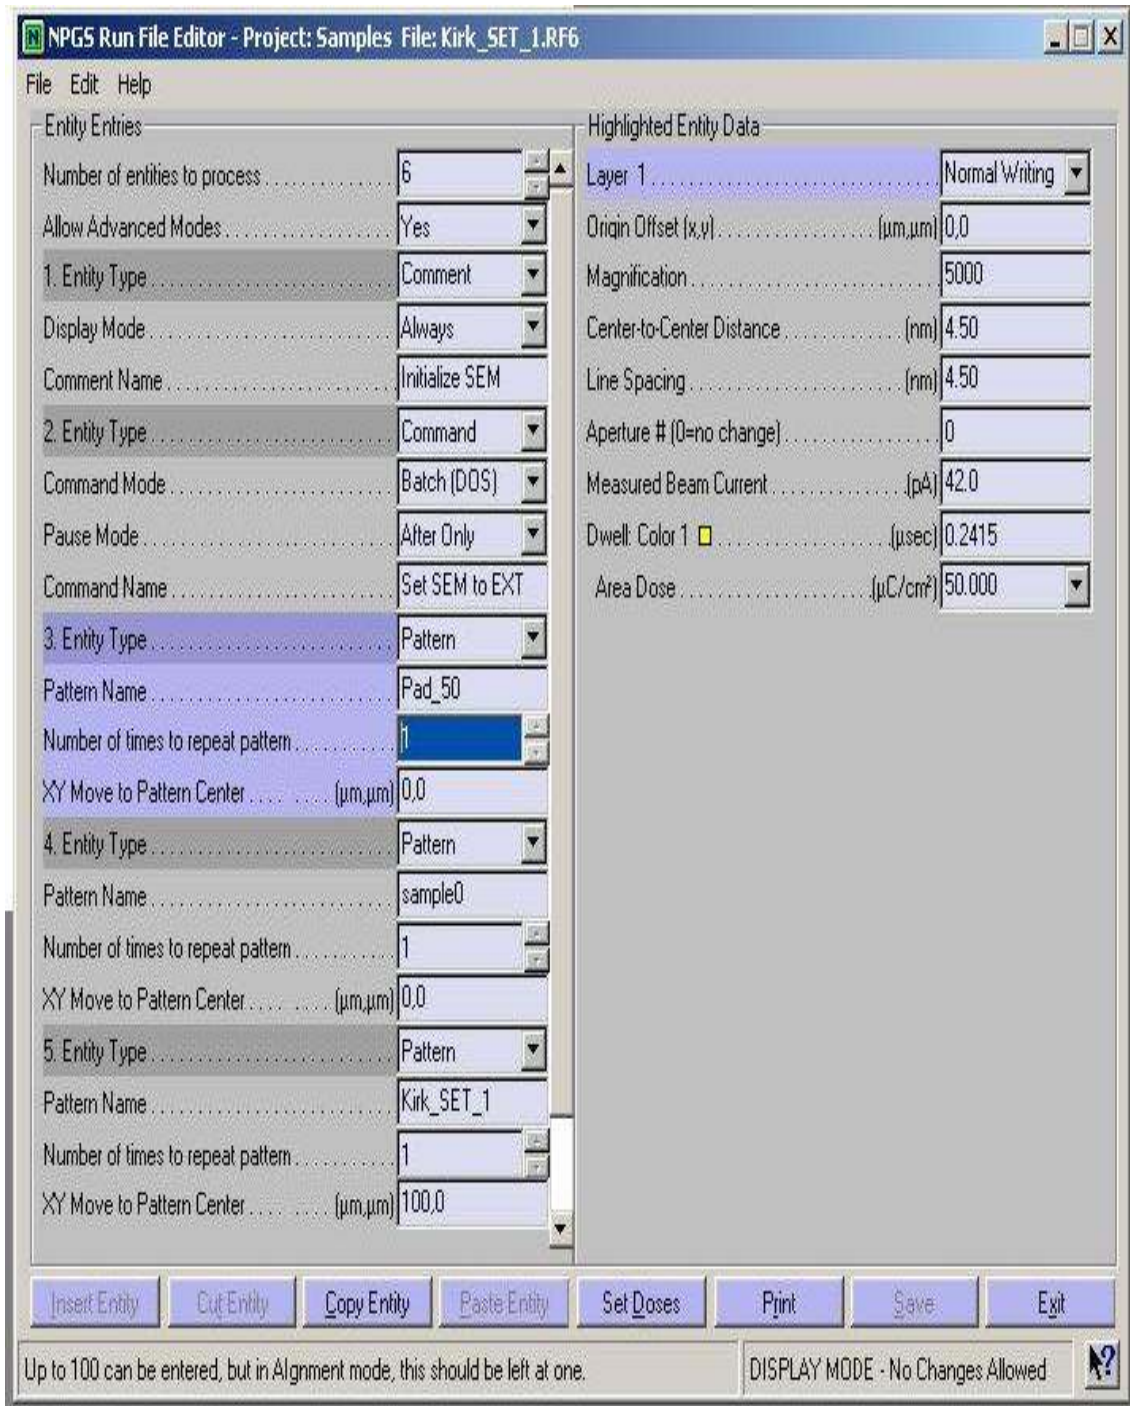 NPGS Run File Editor - Project: Samples File: Kirk_SET_1.RF6
File Edit Help
Entity Entries
Number of entities to process . . . . . . . . . . . . . . 6
Allow Advanced Modes . . . . . . . . . . . . . . . . . . Yes
1. Entity Type . . . . . . . . . . . . . . . . . . . . . . . . . . Comment
Display Mode . . . . . . . . . . . . . . . . . . . . . . . . . Always
Comment Name . . . . . . . . . . . . . . . . . . . . . . . Initialize SEM
2. Entity Type . . . . . . . . . . . . . . . . . . . . . . . . . . Command
Command Mode . . . . . . . . . . . . . . . . . . . . . . . Batch (DOS)
Pause Mode . . . . . . . . . . . . . . . . . . . . . . . . . . After Only
Command Name . . . . . . . . . . . . . . . . . . . . . . . Set SEM to EXT
3. Entity Type . . . . . . . . . . . . . . . . . . . . . . . . . . Pattern
Pattern Name . . . . . . . . . . . . . . . . . . . . . . . . . Pad_50
Number of times to repeat pattern . . . . . . . . . . . 1
XY Move to Pattern Center . . . . . . . . (µm,µm) 0,0
4. Entity Type . . . . . . . . . . . . . . . . . . . . . . . . . . Pattern
Pattern Name . . . . . . . . . . . . . . . . . . . . . . . . . sample0
Number of times to repeat pattern . . . . . . . . . . . 1
XY Move to Pattern Center . . . . . . . . (µm,µm) 0,0
5. Entity Type . . . . . . . . . . . . . . . . . . . . . . . . . . Pattern
Pattern Name . . . . . . . . . . . . . . . . . . . . . . . . . Kirk_SET_1
Number of times to repeat pattern . . . . . . . . . . . 1
XY Move to Pattern Center . . . . . . . . (µm,µm) 100,0
Highlighted Entity Data
Layer 1 . . . . . . . . . . . . . . . . . . . . . . . . . . . . . . Normal Writing
Origin Offset (x,y) . . . . . . . . . . . . . . . . . (µm,µm) 0,0
Magnification . . . . . . . . . . . . . . . . . . . . . . . . . . 5000
Center-to-Center Distance . . . . . . . . . . . . . (nm) 4.50
Line Spacing . . . . . . . . . . . . . . . . . . . . . . . (nm) 4.50
Aperture # (0=no change) . . . . . . . . . . . . . . . . 0
Measured Beam Current . . . . . . . . . . . . . . . (pA) 42.0
Dwell: Color 1 . . . . . . . . . . . . . . . . . . . (µsec) 0.2415
Area Dose . . . . . . . . . . . . . . . . . . . . . (µC/cm²) 50.000
Insert Entity Cut Entity Copy Entity Paste Entity Set Doses Print Save Exit
Up to 100 can be entered, but in Algnment mode, this should be left at one. DISPLAY MODE - No Changes Allowed